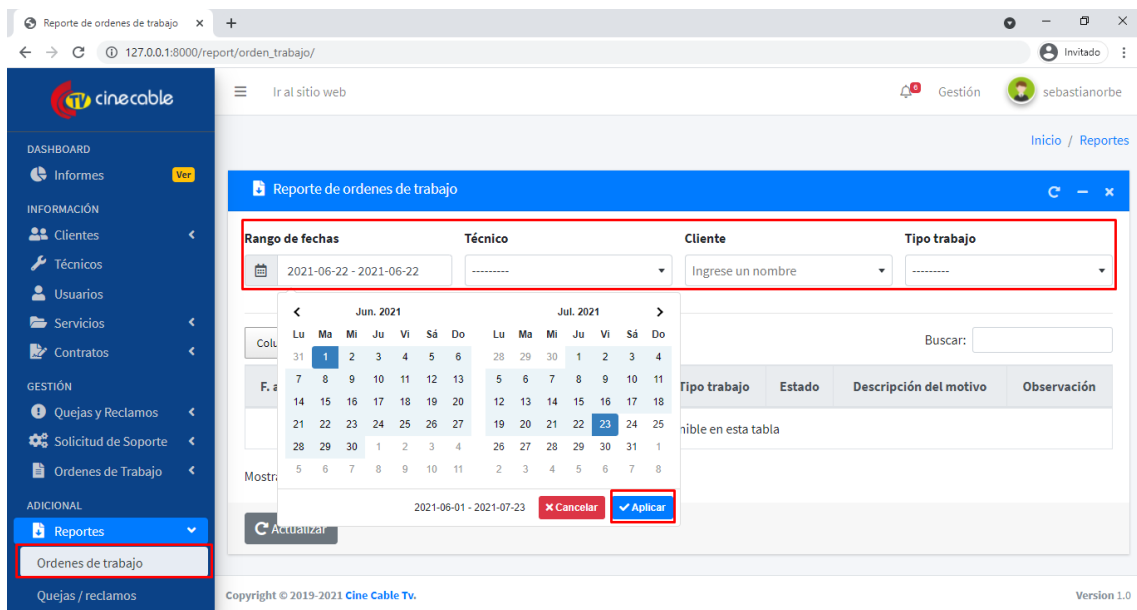 Reporte de ordenes de trabajo
127.0.0.1:8000/report/orden_trabajo/
Invitado
TV cinecable
Ir al sitio web
6
Gestión
sebastianorbe
DASHBOARD
Informes
Ver
INFORMACIÓN
Clientes
Técnicos
Usuarios
Servicios
Contratos
GESTIÓN
Quejas y Reclamos
Solicitud de Soporte
Ordenes de Trabajo
ADICIONAL
Reportes
Ordenes de trabajo
Quejas / reclamos
Inicio / Reportes
Reporte de ordenes de trabajo
Rango de fechas Técnico Cliente Tipo trabajo
2021-06-22 - 2021-06-22 --------- Ingrese un nombre ---------
Jun. 2021
Lu Ma Mi Ju Vi Sá Do
31 1 2 3 4 5 6
7 8 9 10 11 12 13
14 15 16 17 18 19 20
21 22 23 24 25 26 27
28 29 30 1 2 3 4
5 6 7 8 9 10 11
Jul. 2021
Lu Ma Mi Ju Vi Sá Do
28 29 30 1 2 3 4
5 6 7 8 9 10 11
12 13 14 15 16 17 18
19 20 21 22 23 24 25
26 27 28 29 30 31 1
2 3 4 5 6 7 8
2021-06-01 - 2021-07-23 Cancelar Aplicar
Colu
Buscar:
F. a
Tipo trabajo Estado Descripción del motivo Observación
nible en esta tabla
Mostra
Actualizar
Copyright © 2019-2021 Cine Cable Tv.
Version 1.0